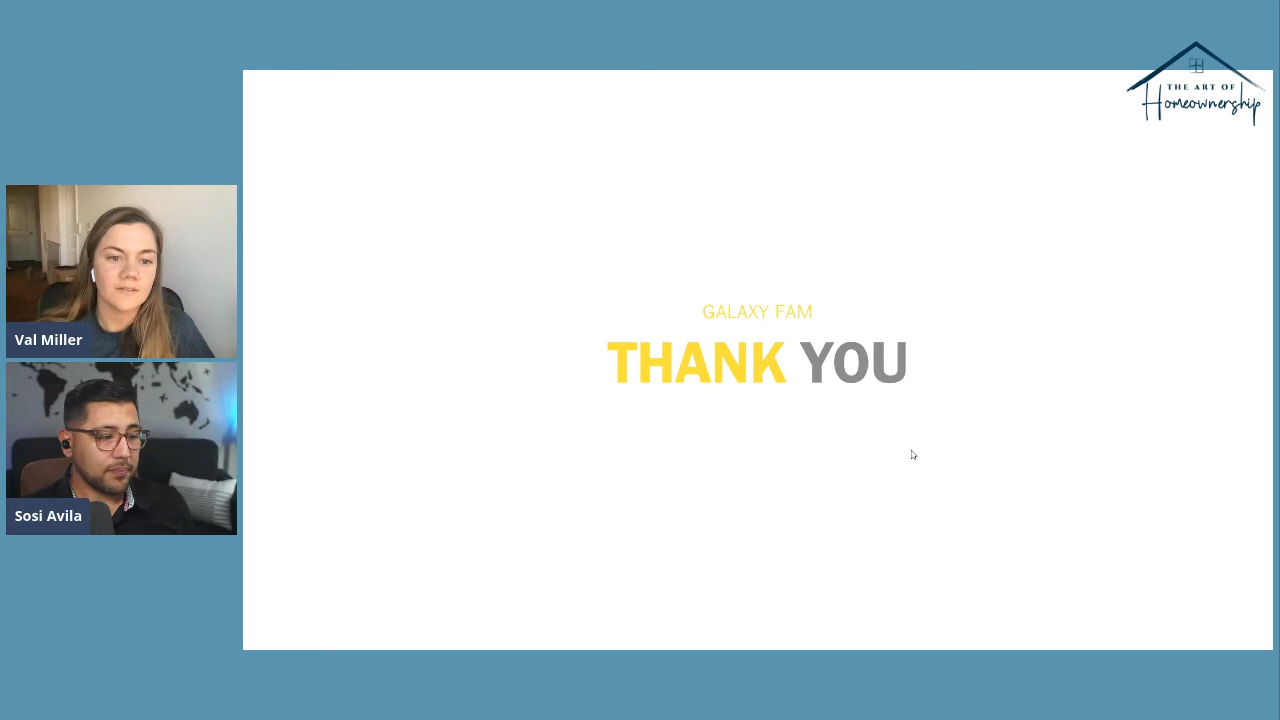 THE ART OF
Homeownership
Val Miller
Sosi Avila
GALAXY FAM
THANK YOU